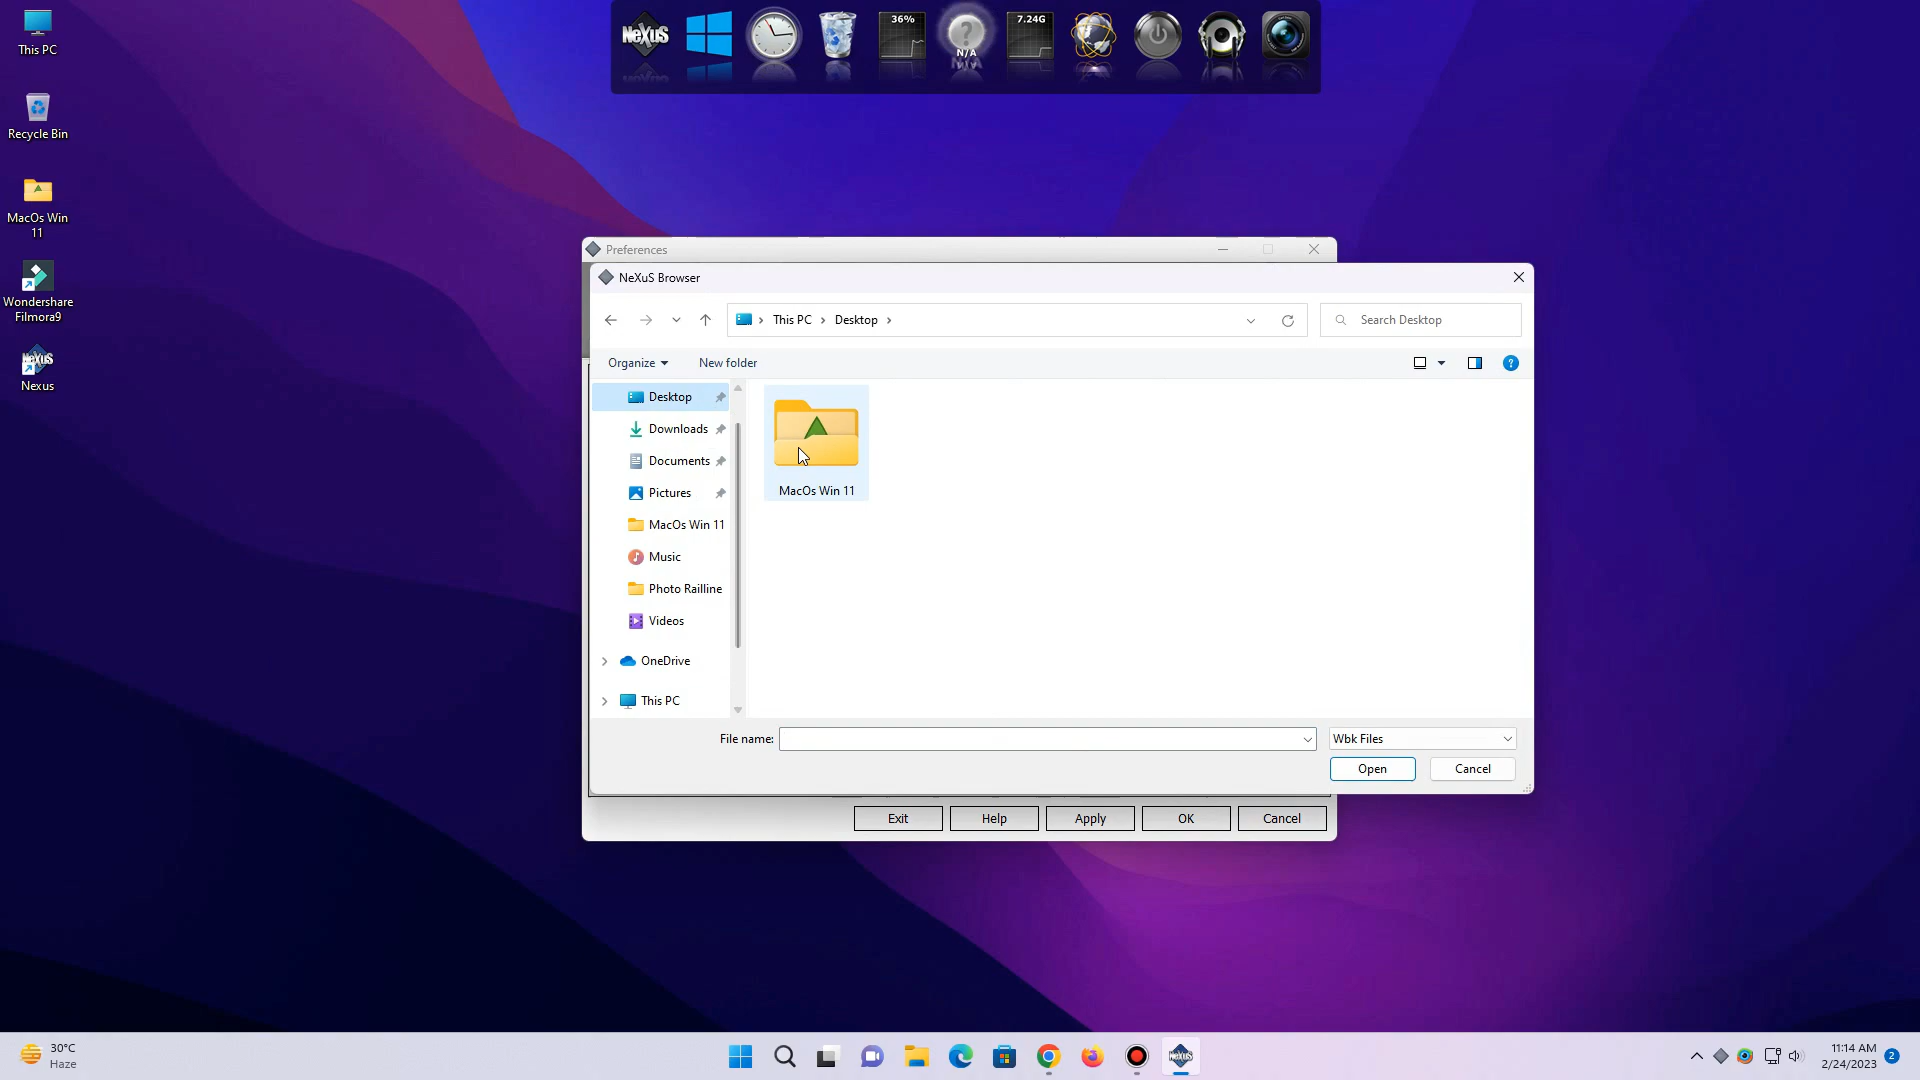 This PC
Recycle Bin
MacOs Win
11
Wondershare
Filmora9
NeXuS
Nexus
NeXuS
36%
?
N/A
7.24G
Preferences
NeXuS Browser
This PC > Desktop >
Search Desktop
Organize
New folder
?
Desktop
Downloads
Documents
Pictures
MacOs Win 11
Music
Photo Railline
Videos
OneDrive
This PC
MacOs Win 11
File name:
Wbk Files
Open
Cancel
Exit
Help
Apply
OK
Cancel
30°C
Haze
NeXuS
11:14 AM
2/24/2023
2